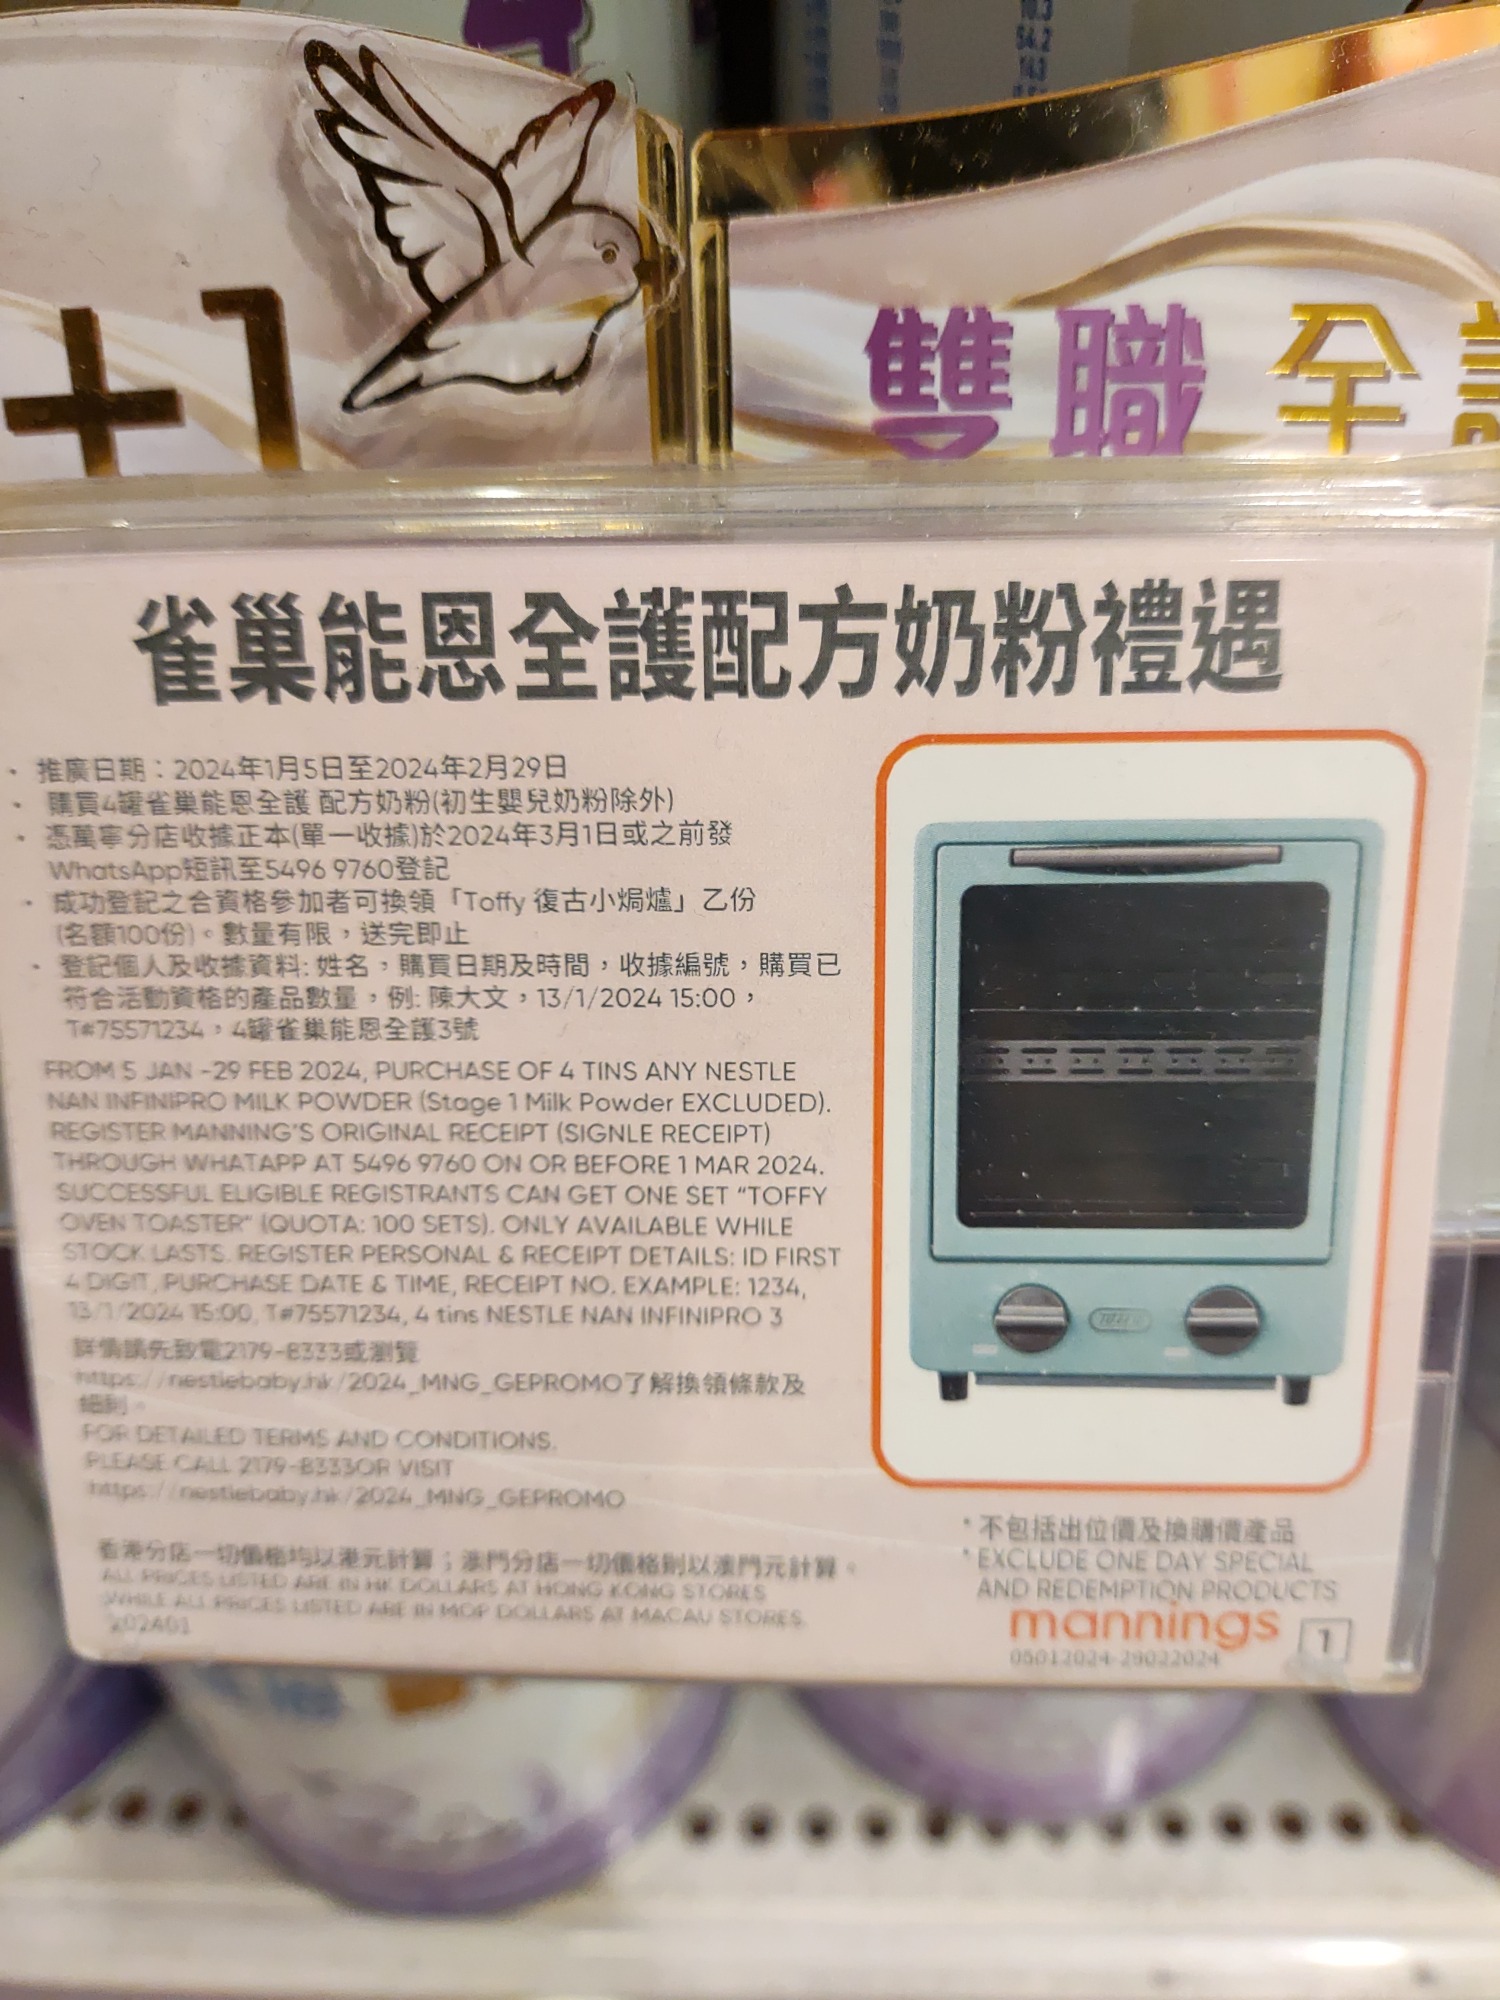 +1
雙職全
雀巢能恩全護配方奶粉禮遇
· 推廣日期：2024年1月5日至2024年2月29日
· 購買4罐雀巢能恩全護 配方奶粉(初生嬰兒奶粉除外)
· 憑萬寧分店收據正本(單一收據)於2024年3月1日或之前發
WhatsApp短訊至5496 9760登記
· 成功登記之合資格參加者可換領「Toffy 復古小焗爐」乙份
(名額100份)。數量有限，送完即止
· 登記個人及收據資料: 姓名，購買日期及時間，收據編號，購買已
符合活動資格的產品數量，例: 陳大文，13/1/2024 15:00，
T#75571234，4罐雀巢能恩全護3號
FROM 5 JAN -29 FEB 2024, PURCHASE OF 4 TINS ANY NESTLE
NAN INFINIPRO MILK POWDER (Stage 1 Milk Powder EXCLUDED).
REGISTER MANNING'S ORIGINAL RECEIPT (SIGNLE RECEIPT)
THROUGH WHATAPP AT 5496 9760 ON OR BEFORE 1 MAR 2024.
SUCCESSFUL ELIGIBLE REGISTRANTS CAN GET ONE SET "TOFFY
OVEN TOASTER" (QUOTA: 100 SETS). ONLY AVAILABLE WHILE
STOCK LASTS. REGISTER PERSONAL & RECEIPT DETAILS: ID FIRST
4 DIGIT, PURCHASE DATE & TIME, RECEIPT NO. EXAMPLE: 1234,
13/1/2024 15:00, T#75571234, 4 tins NESTLE NAN INFINIPRO 3
詳情請先致電2179-8333或瀏覽
https://nestlebaby.hk/2024_MNG_GEPROMO了解換領條款及
細則。
FOR DETAILED TERMS AND CONDITIONS.
PLEASE CALL 2179-8333OR VISIT
https://nestlebaby.hk/2024_MNG_GEPROMO
香港分店一切價格均以港元計算；澳門分店一切價格則以澳門元計算。
ALL PRICES LISTED ARE IN HK DOLLARS AT HONG KONG STORES
WHILE ALL PRICES LISTED ARE IN MOP DOLLARS AT MACAU STORES.
202401
* 不包括出位價及換購價產品
* EXCLUDE ONE DAY SPECIAL
AND REDEMPTION PRODUCTS
mannings
05012024-29022024
1